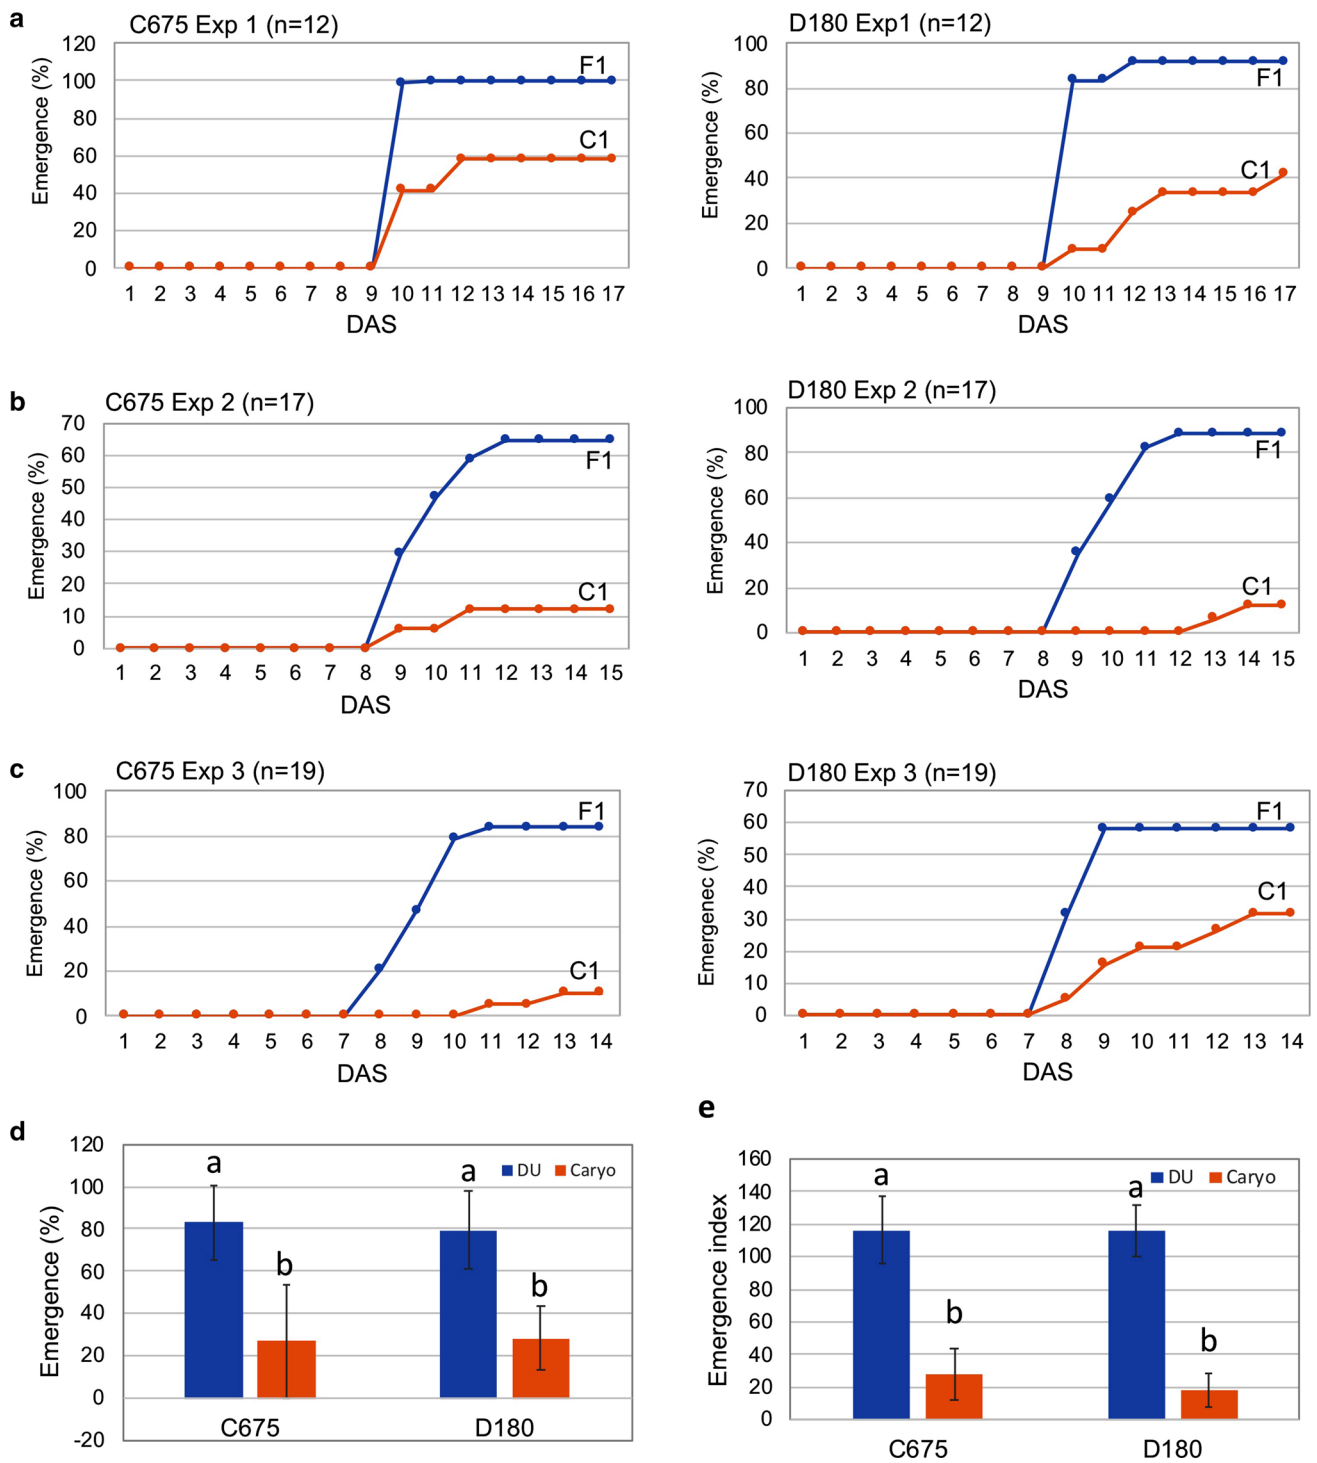 a
C675 Exp 1 (n=12)
120
100
80
60
40
20
0
Emergence (%)
F1
C1
1 2 3 4 5 6 7 8 9 10 11 12 13 14 15 16 17
DAS
D180 Exp1 (n=12)
100
80
60
40
20
0
Emergence (%)
F1
C1
1 2 3 4 5 6 7 8 9 10 11 12 13 14 15 16 17
DAS
b
C675 Exp 2 (n=17)
70
60
50
40
30
20
10
0
Emergence (%)
F1
C1
1 2 3 4 5 6 7 8 9 10 11 12 13 14 15
DAS
D180 Exp 2 (n=17)
100
80
60
40
20
0
Emergence (%)
F1
C1
1 2 3 4 5 6 7 8 9 10 11 12 13 14 15
DAS
c
C675 Exp 3 (n=19)
100
80
60
40
20
0
Emergence (%)
F1
C1
1 2 3 4 5 6 7 8 9 10 11 12 13 14
DAS
D180 Exp 3 (n=19)
70
60
50
40
30
20
10
0
Emergenec (%)
F1
C1
1 2 3 4 5 6 7 8 9 10 11 12 13 14
DAS
d
120
100
80
60
40
20
0
-20
Emergence (%)
DU Caryo
a
b
a
b
C675 D180
e
160
140
120
100
80
60
40
20
0
Emergence index
DU Caryo
a
b
a
b
C675 D180